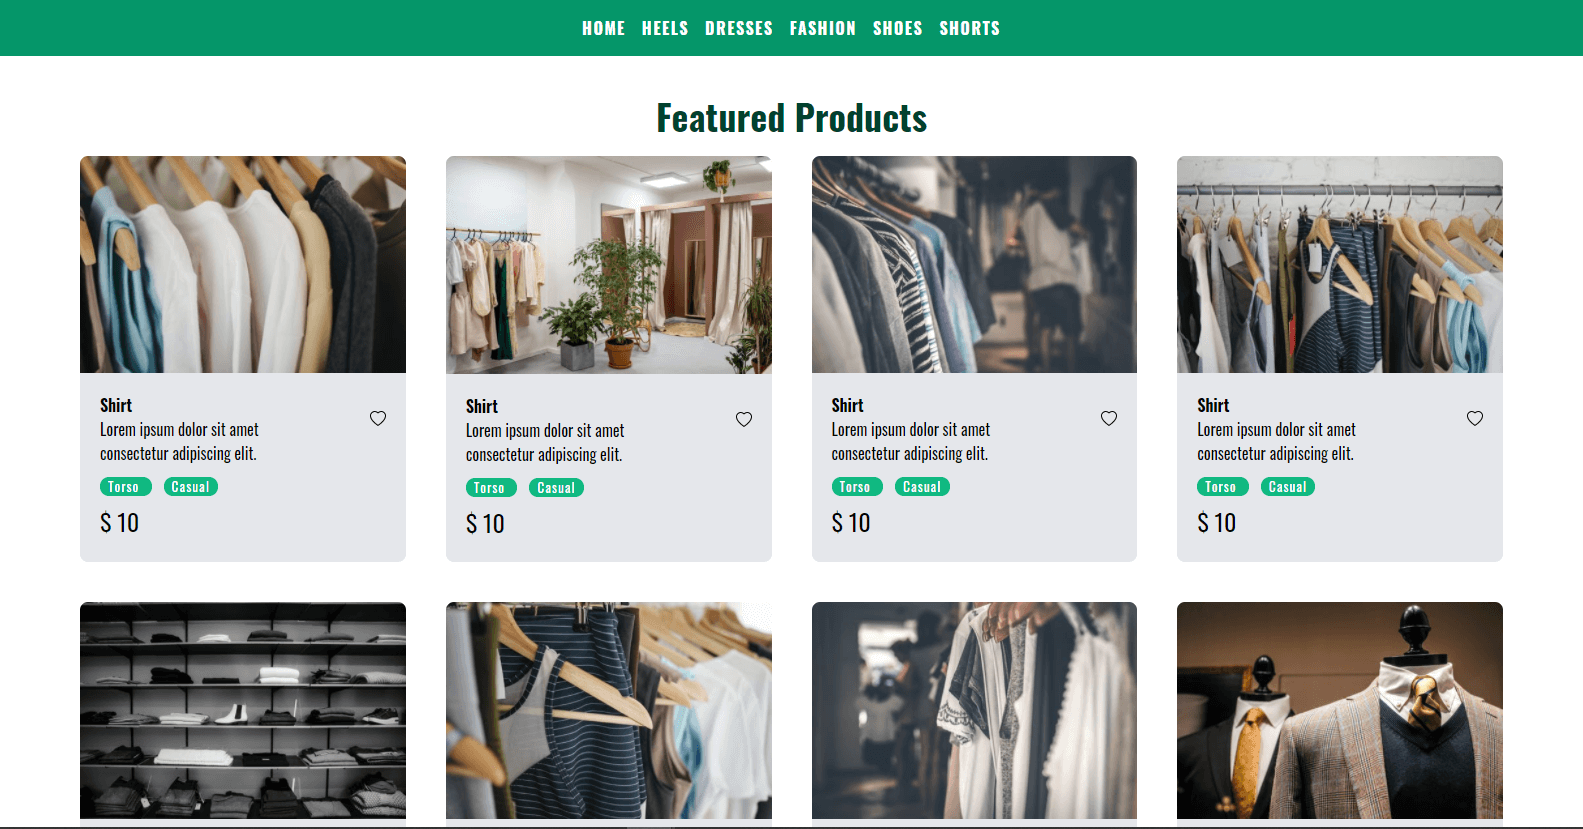 HOME HEELS DRESSES FASHION SHOES SHORTS
Featured Products
Shirt
Lorem ipsum dolor sit amet
consectetur adipiscing elit.
Torso Casual
$ 10
Shirt
Lorem ipsum dolor sit amet
consectetur adipiscing elit.
Torso Casual
$ 10
Shirt
Lorem ipsum dolor sit amet
consectetur adipiscing elit.
Torso Casual
$ 10
Shirt
Lorem ipsum dolor sit amet
consectetur adipiscing elit.
Torso Casual
$ 10